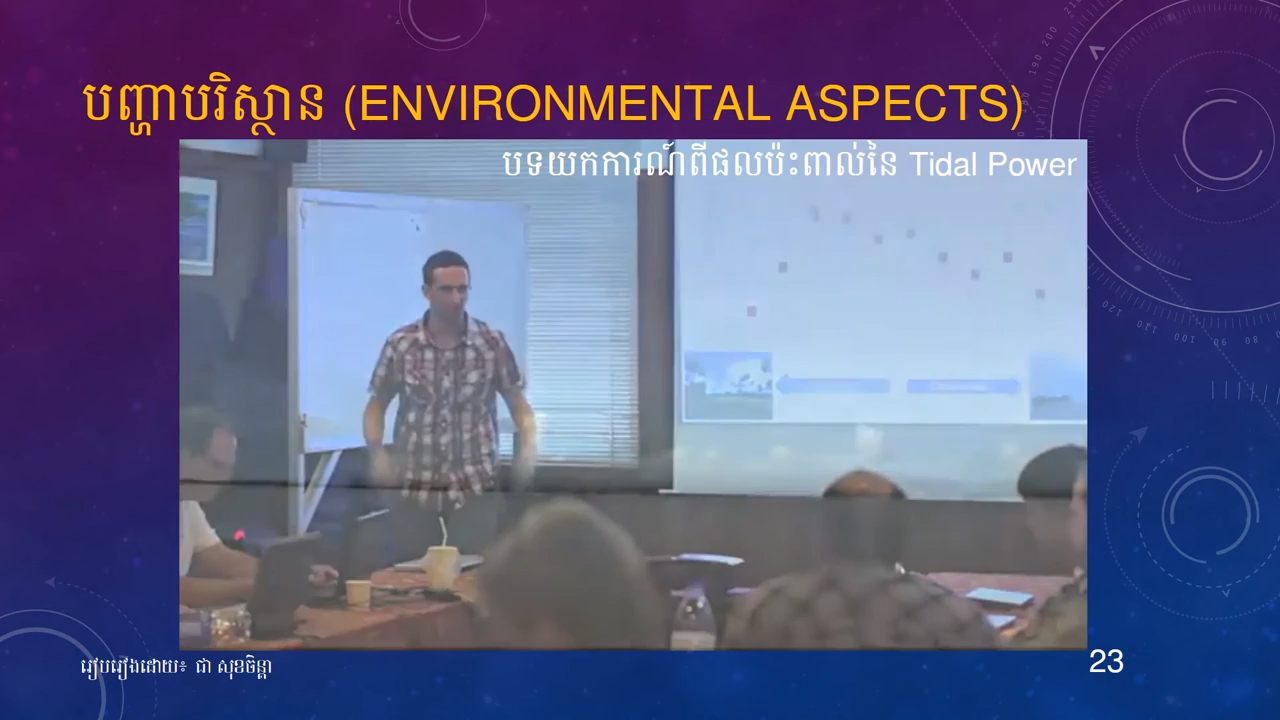 បញ្ហាបរិស្ថាន (ENVIRONMENTAL ASPECTS)
បទយកការណ៍ពីផលប៉ះពាល់នៃ Tidal Power
រៀបរៀងដោយ៖ ជា សុខចិន្តា
23